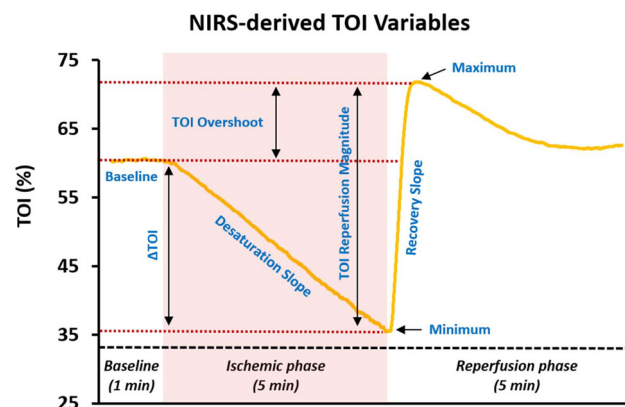 NIRS-derived TOI Variables
75
65
55
45
35
25
TOI (%)
Maximum
TOI Overshoot
TOI Reperfusion Magnitude
Recovery Slope
Baseline
ΔTOI
Desaturation Slope
Minimum
Baseline
(1 min)
Ischemic phase
(5 min)
Reperfusion phase
(5 min)